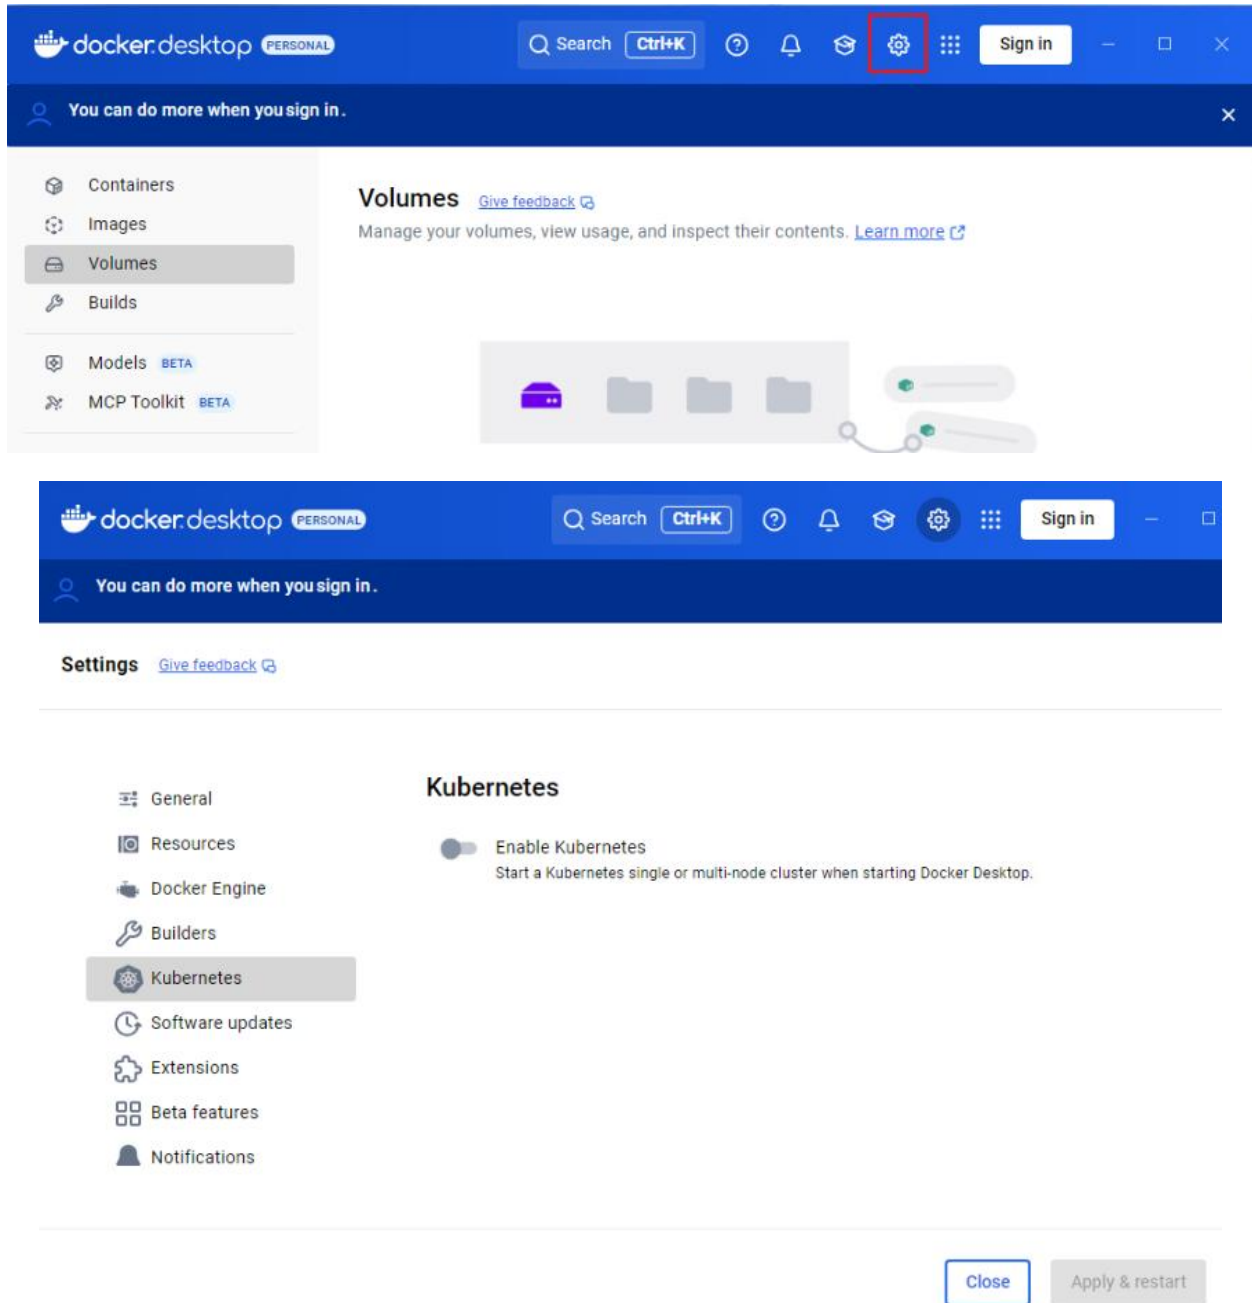 docker.desktop PERSONAL Search Ctrl+K Sign in
You can do more when you sign in.
Containers
Images
Volumes
Builds
Models BETA
MCP Toolkit BETA
Volumes Give feedback
Manage your volumes, view usage, and inspect their contents. Learn more
docker.desktop PERSONAL Search Ctrl+K Sign in
You can do more when you sign in.
Settings Give feedback
General
Resources
Docker Engine
Builders
Kubernetes
Software updates
Extensions
Beta features
Notifications
Kubernetes
Enable Kubernetes
Start a Kubernetes single or multi-node cluster when starting Docker Desktop.
Close Apply & restart